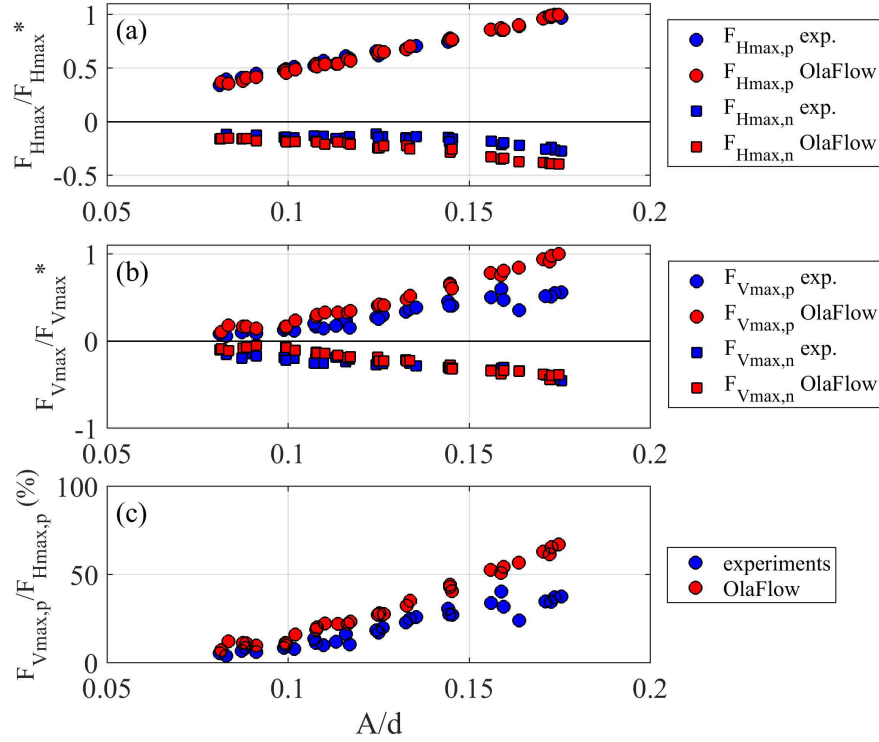 (a)
F_Hmax/F_Hmax*
1
0.5
0
-0.5
0.05
0.1
0.15
0.2
F_Hmax,p exp.
F_Hmax,p OlaFlow
F_Hmax,n exp.
F_Hmax,n OlaFlow
(b)
F_Vmax/F_Vmax*
1
0
-1
0.05
0.1
0.15
0.2
F_Vmax,p exp.
F_Vmax,p OlaFlow
F_Vmax,n exp.
F_Vmax,n OlaFlow
(c)
F_Vmax,p/F_Hmax,p (%)
100
50
0
0.05
0.1
0.15
0.2
experiments
OlaFlow
A/d